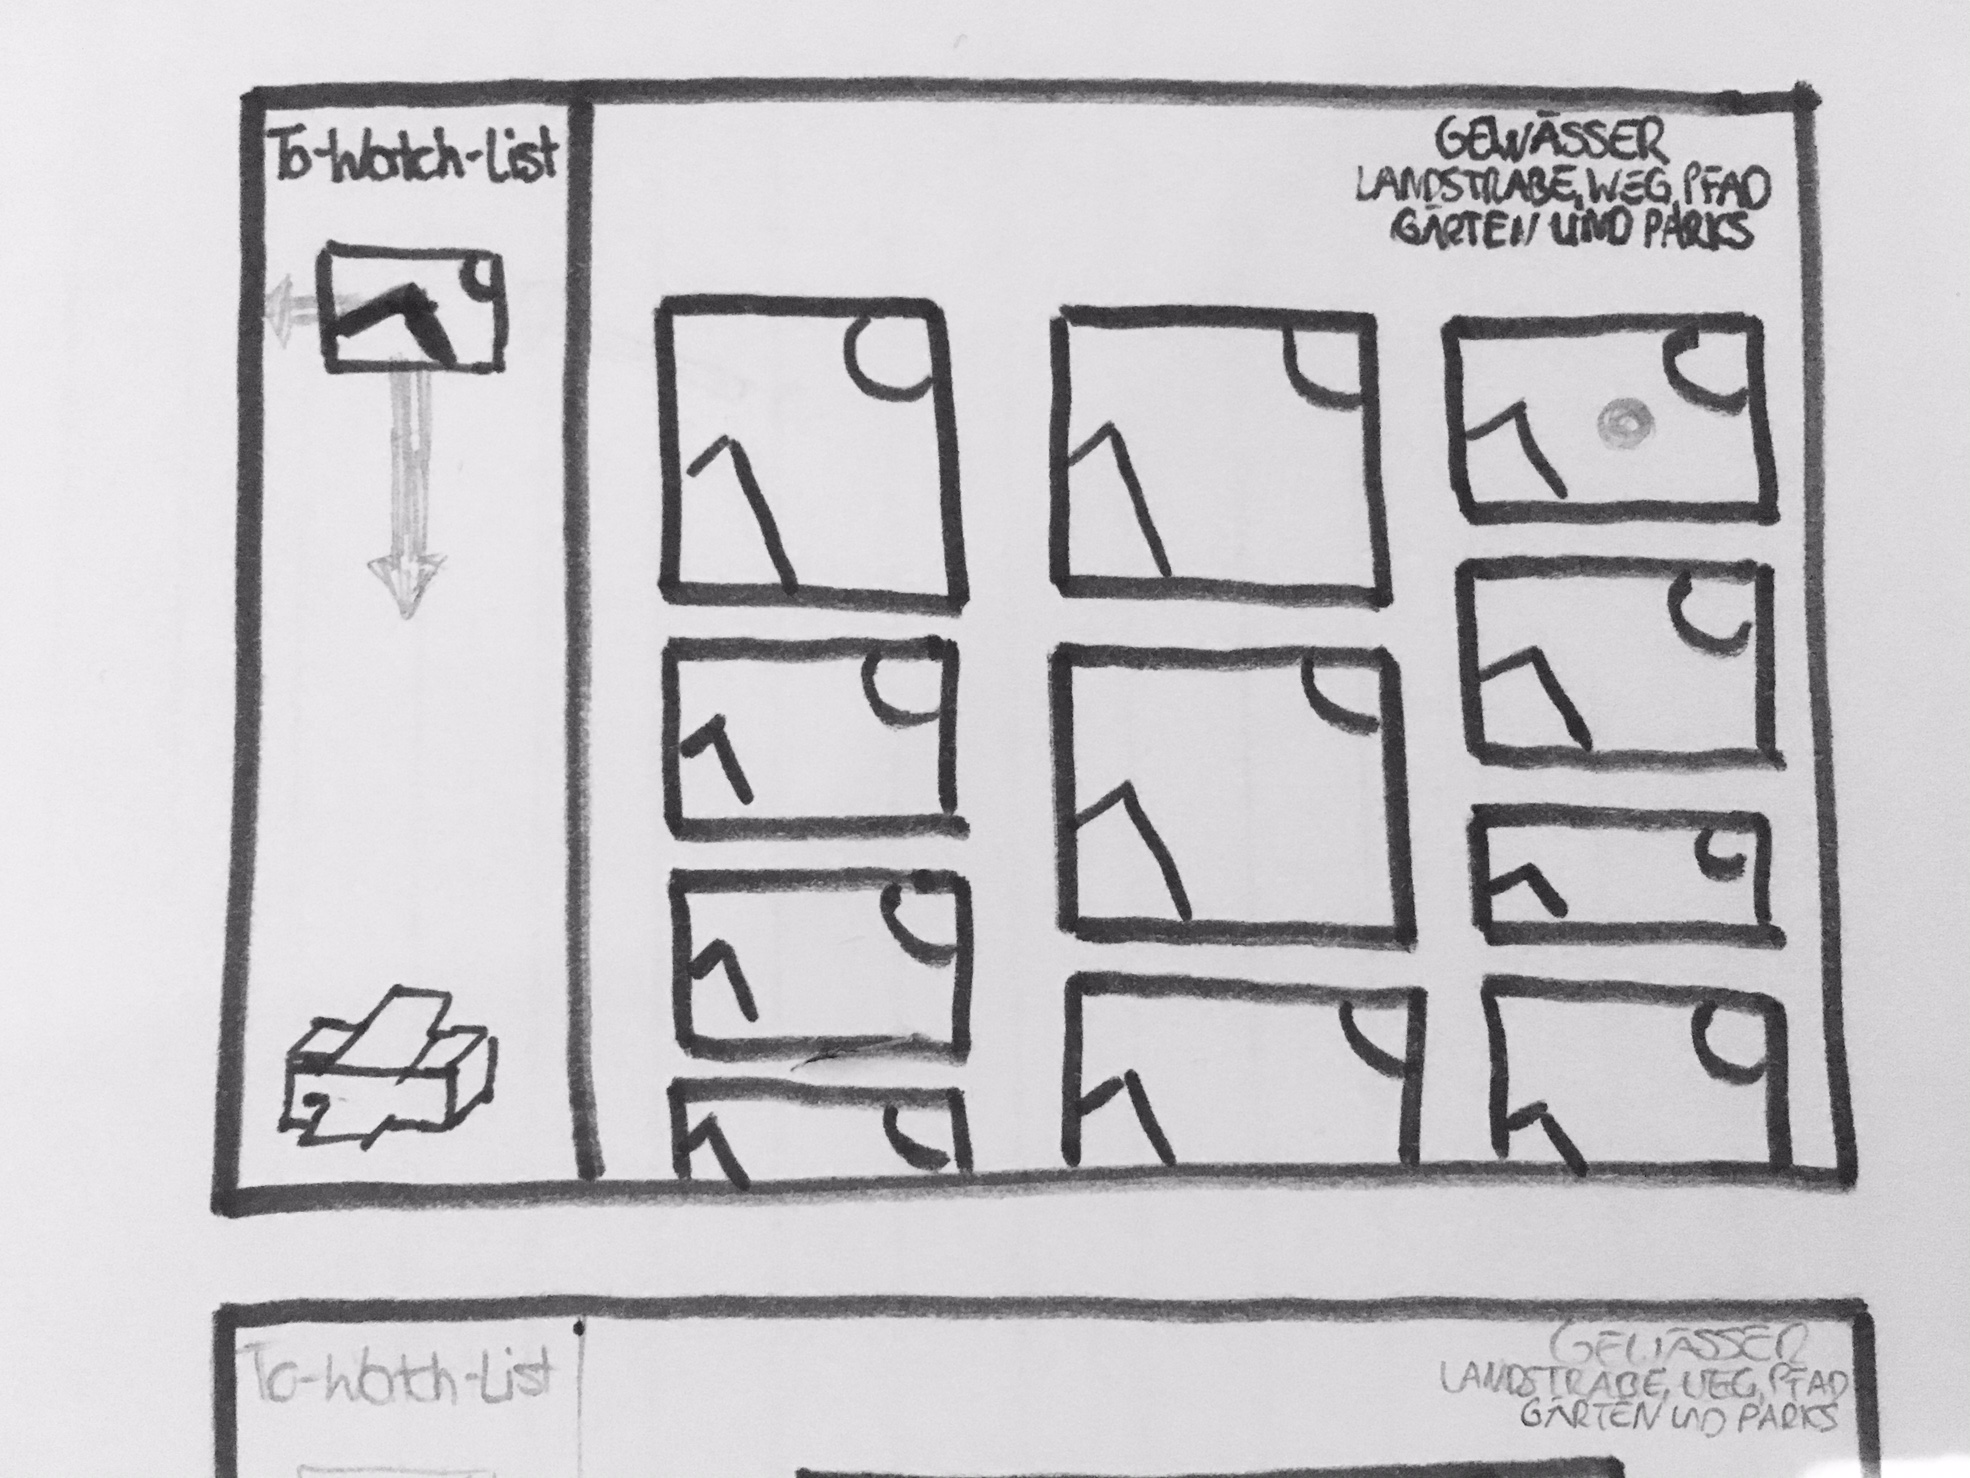 To-Watch-List
GEWÄSSER
LANDSTRAßE, WEG, PFAD
GÄRTEN UND PARKS
To-Watch-List
GEWÄSSER
LANDSTRAßE, WEG, PFAD
GÄRTEN UND PARKS